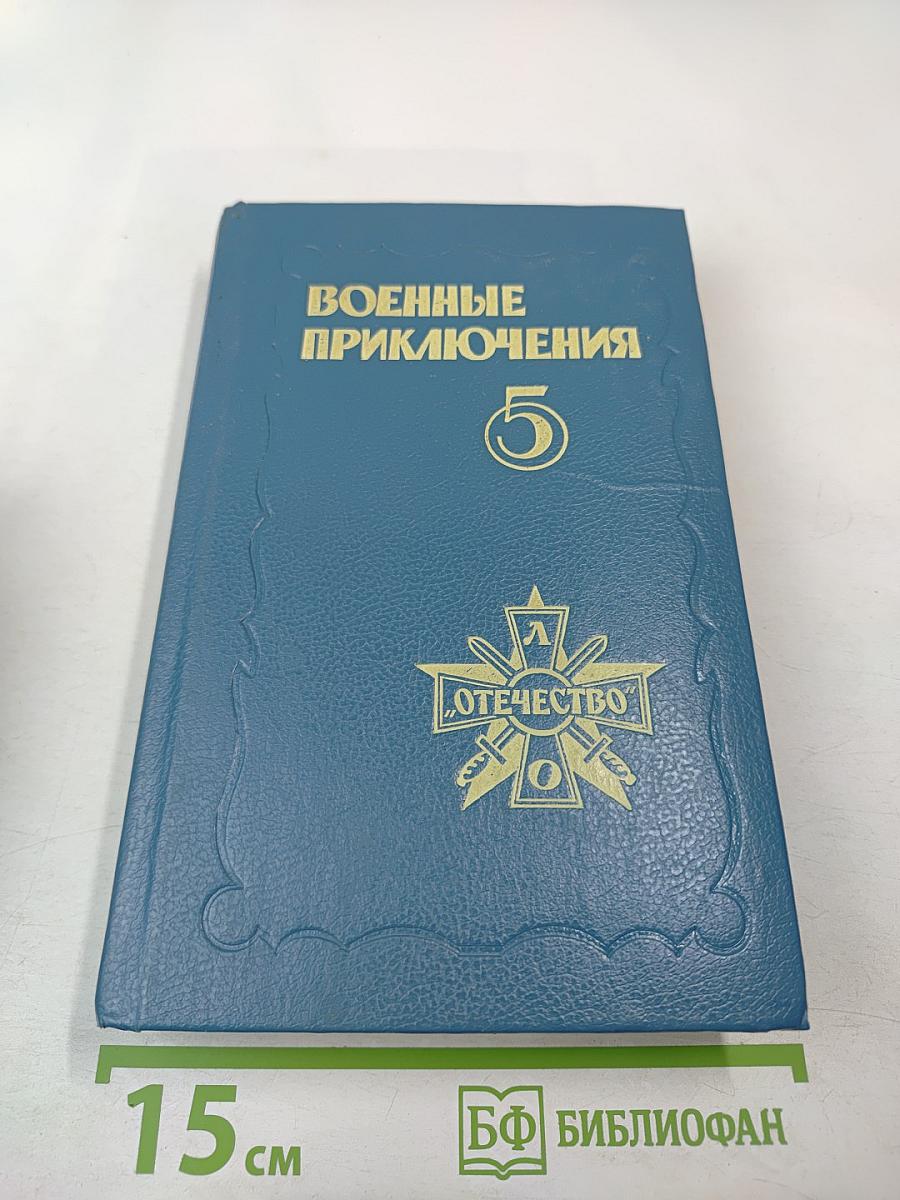 ВОЕННЫЕ
ПРИКЛЮЧЕНИЯ
5
Л
„ОТЕЧЕСТВО“
О
15 см
БФ БИБЛИОФАН